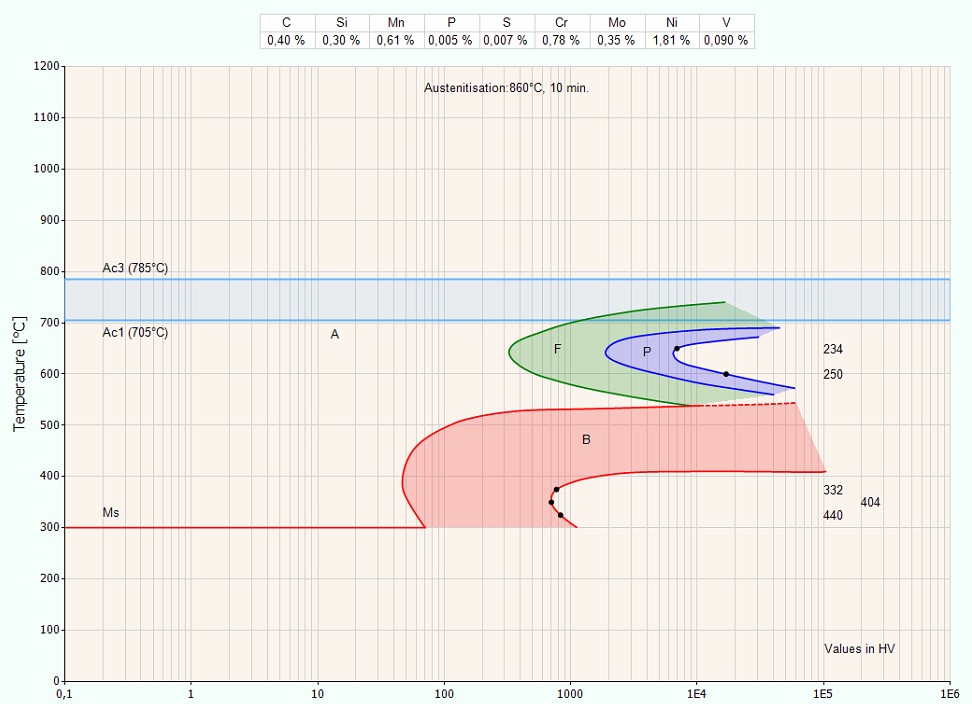 C Si Mn P S Cr Mo Ni V
0,40 % 0,30 % 0,61 % 0,005 % 0,007 % 0,78 % 0,35 % 1,81 % 0,090 %
Austenitisation:860°C, 10 min.
Temperature [°C]
1200
1100
1000
900
800
700
600
500
400
300
200
100
0
Ac3 (785°C)
Ac1 (705°C)
A
F
P
B
Ms
234
250
332
404
440
Values in HV
0,1 1 10 100 1000 1E4 1E5 1E6